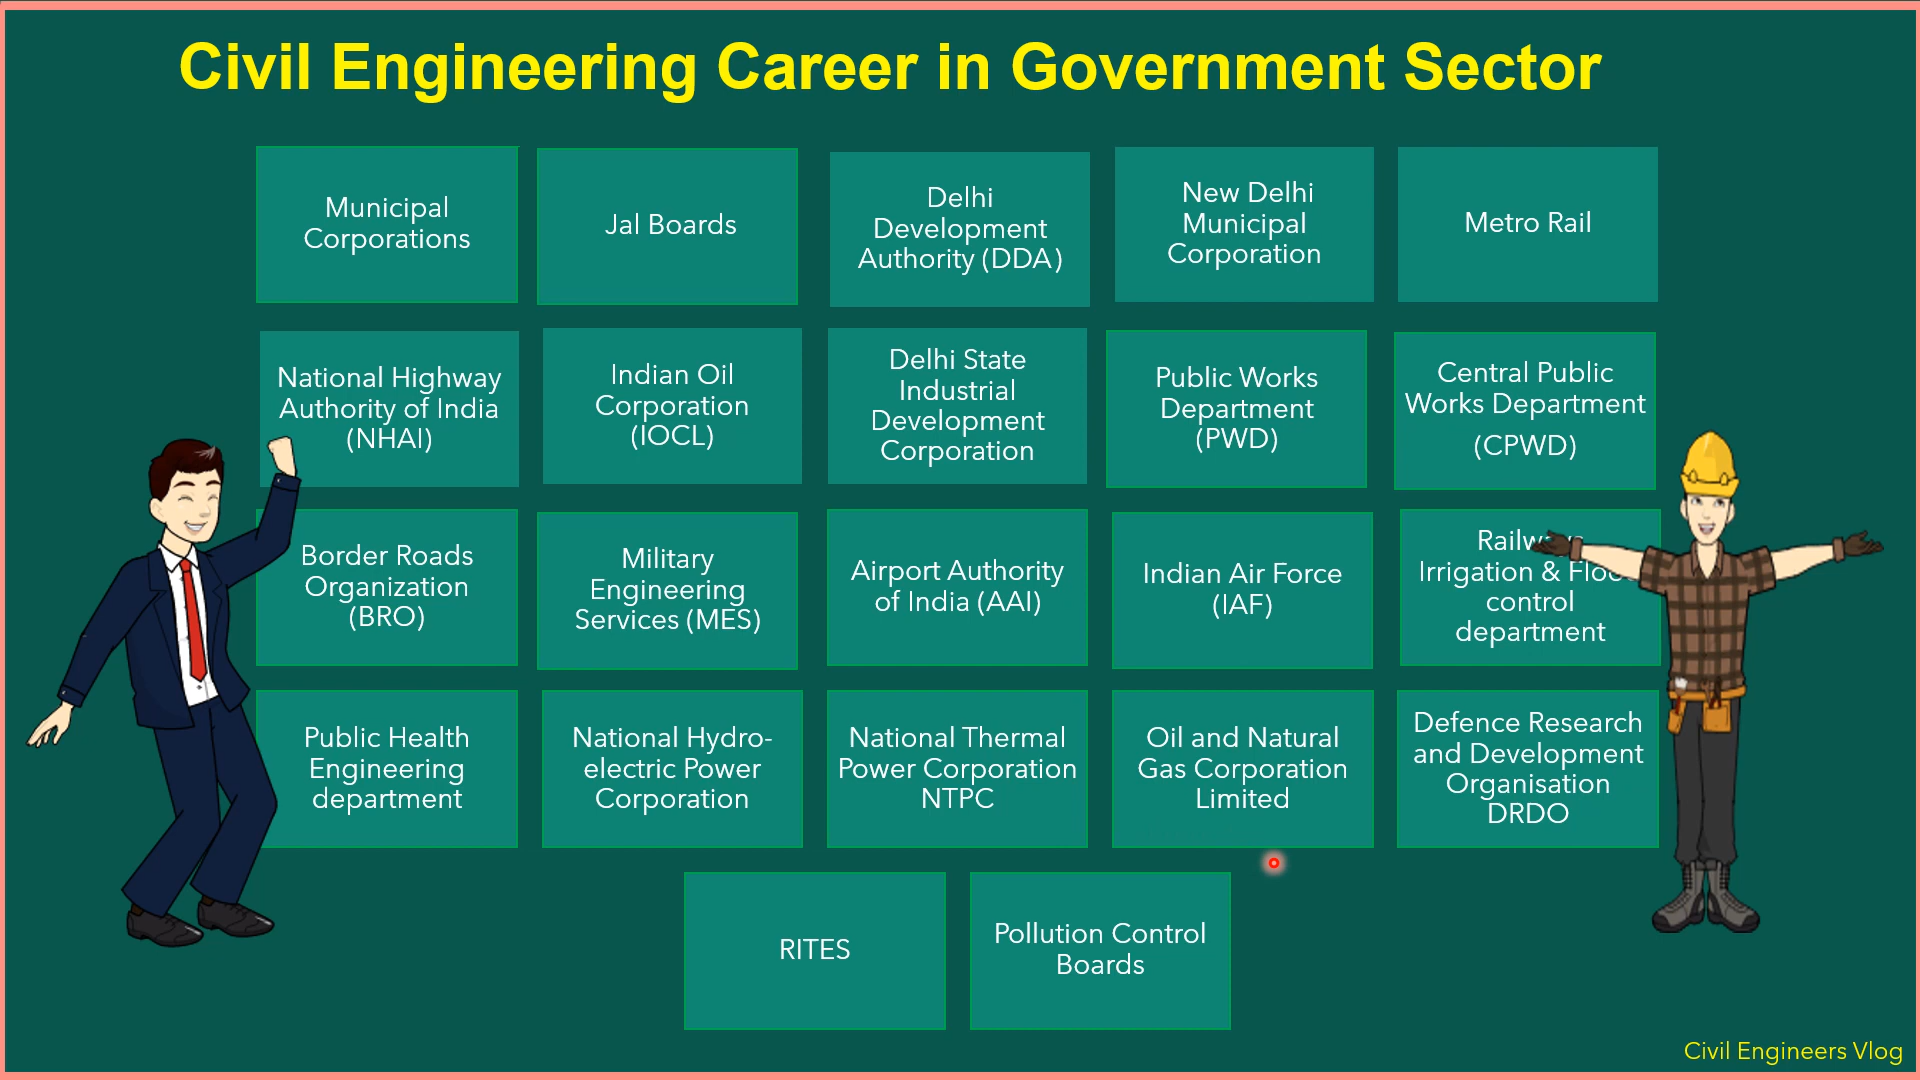 Civil Engineering Career in Government Sector
Municipal
Corporations
Jal Boards
Delhi
Development
Authority (DDA)
New Delhi
Municipal
Corporation
Metro Rail
National Highway
Authority of India
(NHAI)
Indian Oil
Corporation
(IOCL)
Delhi State
Industrial
Development
Corporation
Public Works
Department
(PWD)
Central Public
Works Department
(CPWD)
Border Roads
Organization
(BRO)
Military
Engineering
Services (MES)
Airport Authority
of India (AAI)
Indian Air Force
(IAF)
Irrigation &
control
department
Public Health
Engineering
department
National Hydro-
electric Power
Corporation
National Thermal
Power Corporation
NTPC
Oil and Natural
Gas Corporation
Limited
Defence Research
and Development
Organisation
DRDO
RITES
Pollution Control
Boards
Civil Engineers Vlog